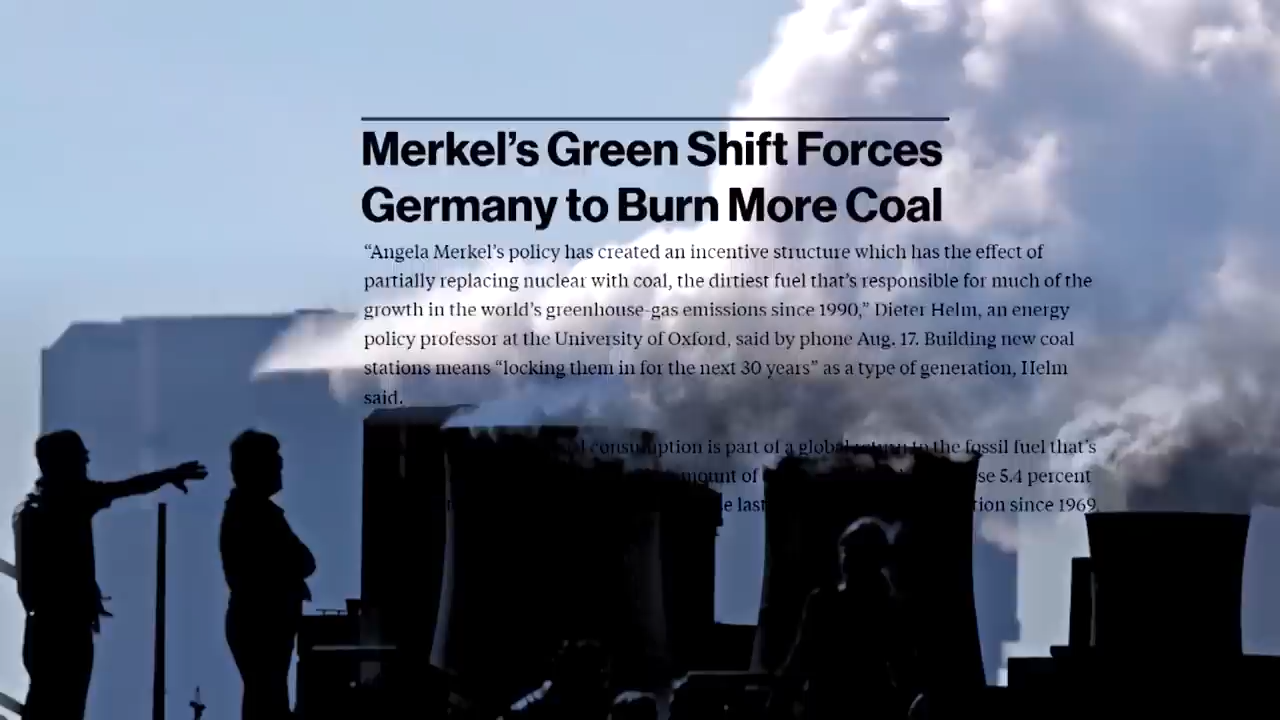 Merkel's Green Shift Forces
Germany to Burn More Coal
“Angela Merkel’s policy has created an incentive structure which has the effect of
partially replacing nuclear with coal, the dirtiest fuel that’s responsible for much of the
growth in the world’s greenhouse-gas emissions since 1990,” Dieter Helm, an energy
policy professor at the University of Oxford, said by phone Aug. 17. Building new coal
stations means “locking them in for the next 30 years” as a type of generation, Helm
said.
consumption is part of a global return to the fossil fuel that’s
of 5.4 percent
last since 1969.